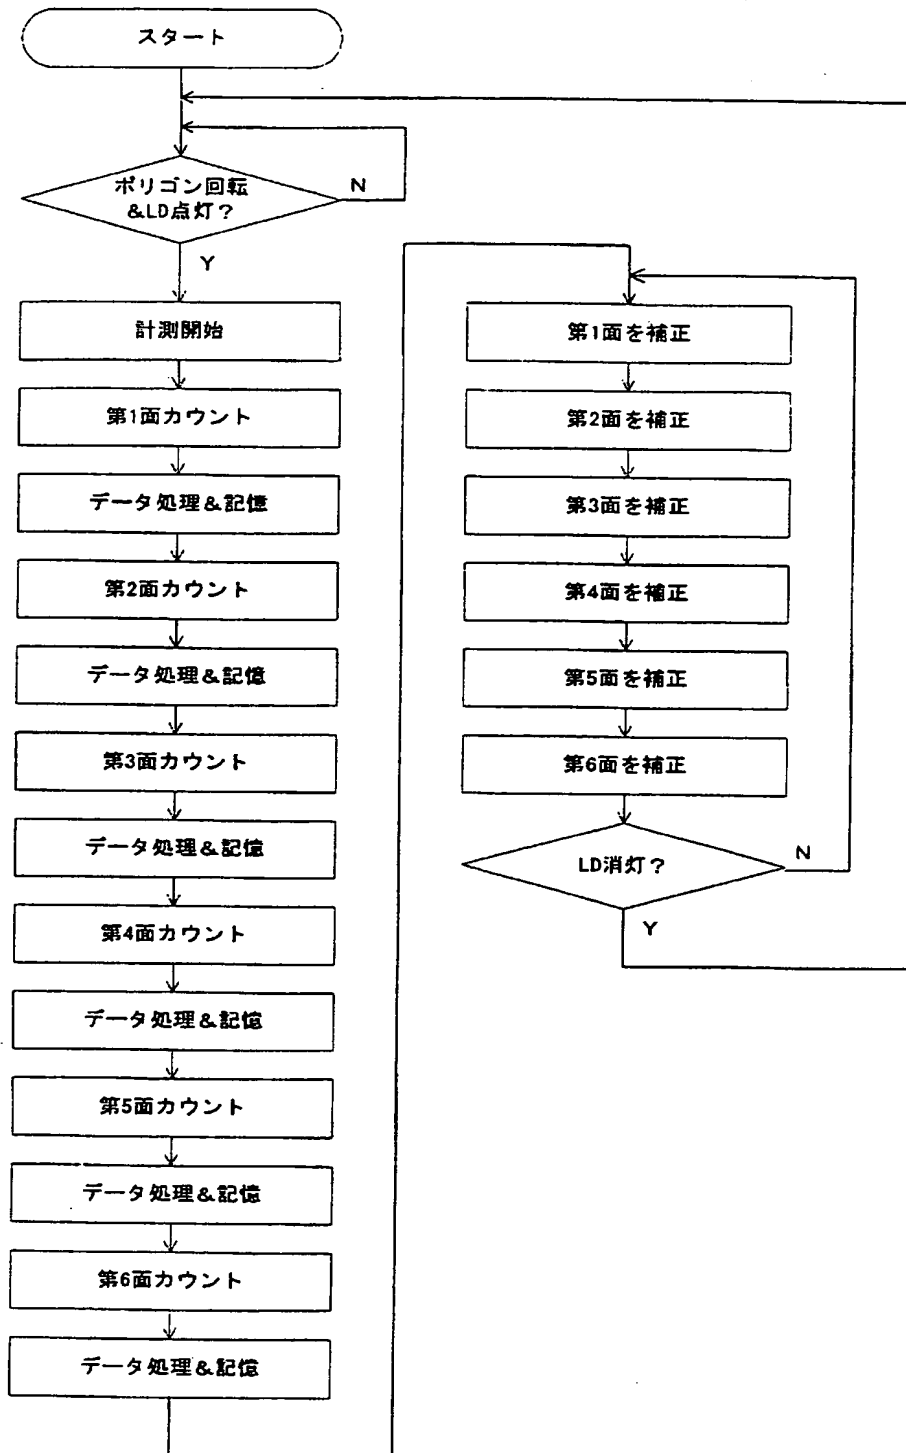 スタート
ポリゴン回転
&LD点灯?
N
Y
計測開始
第1面カウント
データ処理&記憶
第2面カウント
データ処理&記憶
第3面カウント
データ処理&記憶
第4面カウント
データ処理&記憶
第5面カウント
データ処理&記憶
第6面カウント
データ処理&記憶
第1面を補正
第2面を補正
第3面を補正
第4面を補正
第5面を補正
第6面を補正
LD消灯?
N
Y